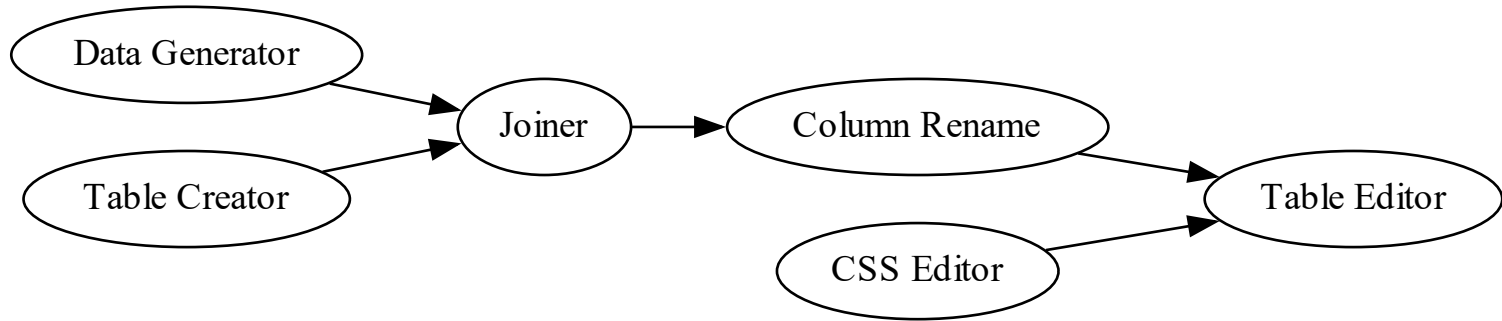 Data Generator
Table Creator
Joiner
Column Rename
CSS Editor
Table Editor